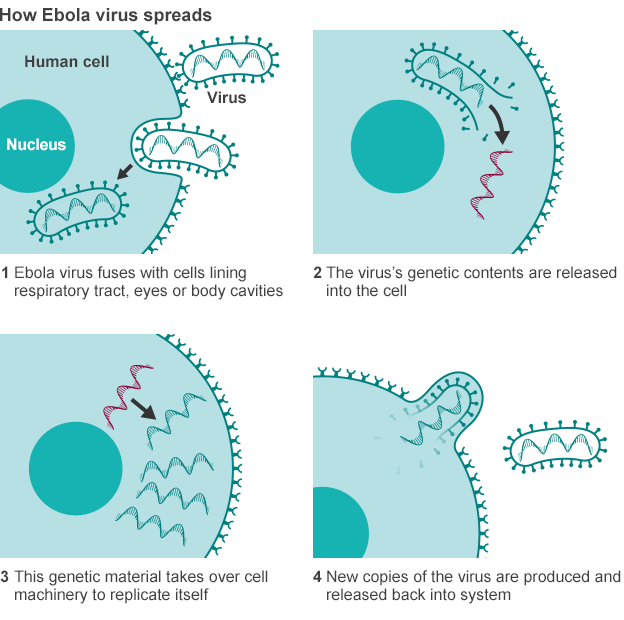 How Ebola virus spreads
Human cell
Virus
Nucleus
1 Ebola virus fuses with cells lining
respiratory tract, eyes or body cavities
2 The virus's genetic contents are released
into the cell
3 This genetic material takes over cell
machinery to replicate itself
4 New copies of the virus are produced and
released back into system